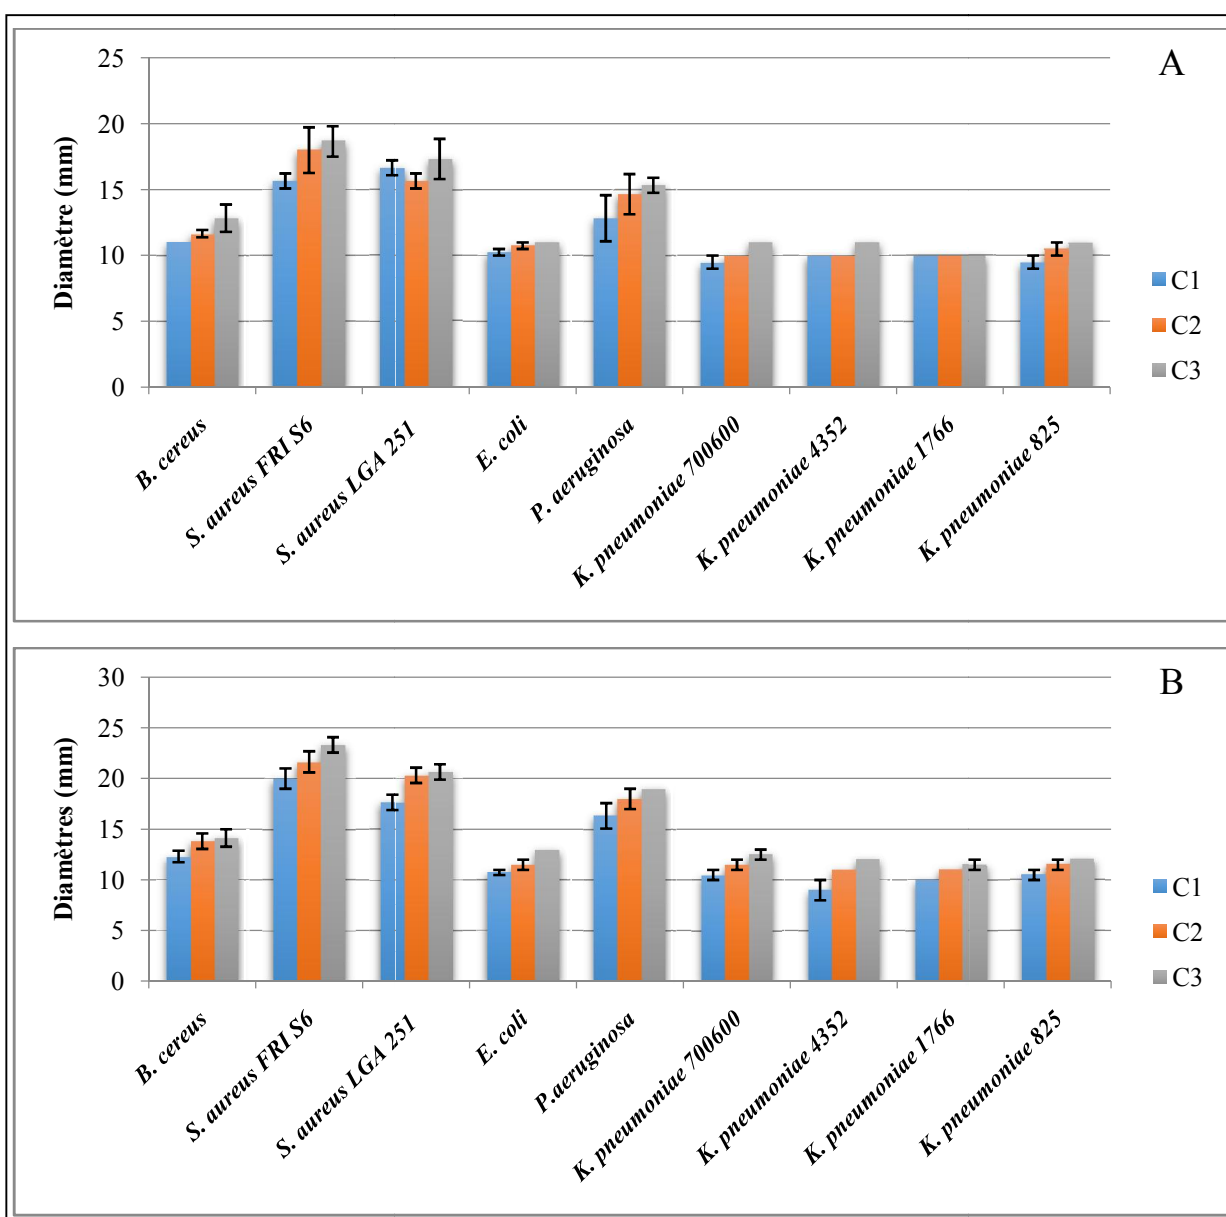 A
Diamètre (mm)
25
20
15
10
5
0
B. cereus
S. aureus FRI S6
S. aureus LGA 251
E. coli
P. aeruginosa
K. pneumoniae 700600
K. pneumoniae 4352
K. pneumoniae 1766
K. pneumoniae 825
C1
C2
C3
B
Diamètres (mm)
30
25
20
15
10
5
0
B. cereus
S. aureus FRI S6
S. aureus LGA 251
E. coli
P.aeruginosa
K. pneumoniae 700600
K. pneumoniae 4352
K. pneumoniae 1766
K. pneumoniae 825
C1
C2
C3